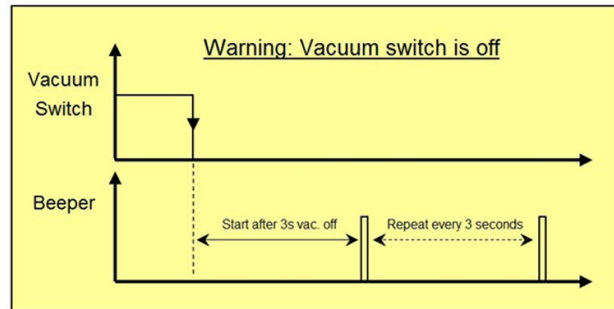 Warning: Vacuum switch is off
Vacuum
Switch
Beeper
Start after 3s vac. off
Repeat every 3 seconds